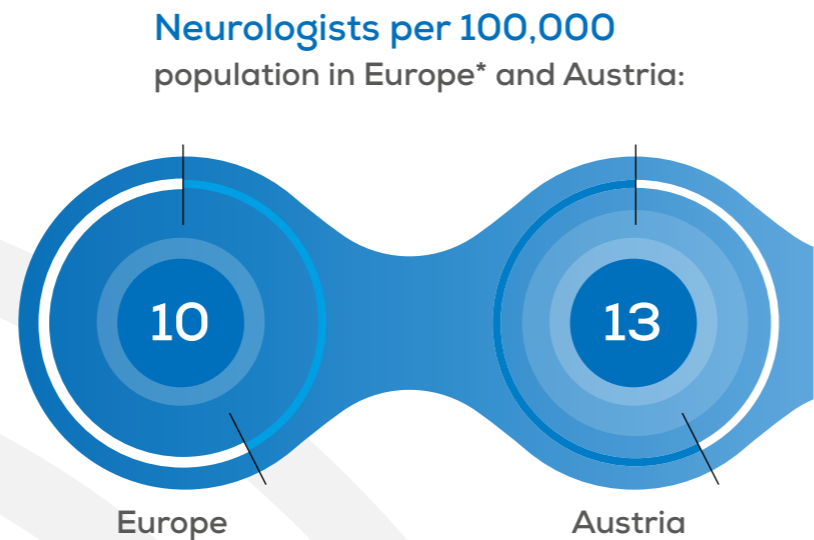 Neurologists per 100,000
population in Europe* and Austria:
10
13
Europe
Austria